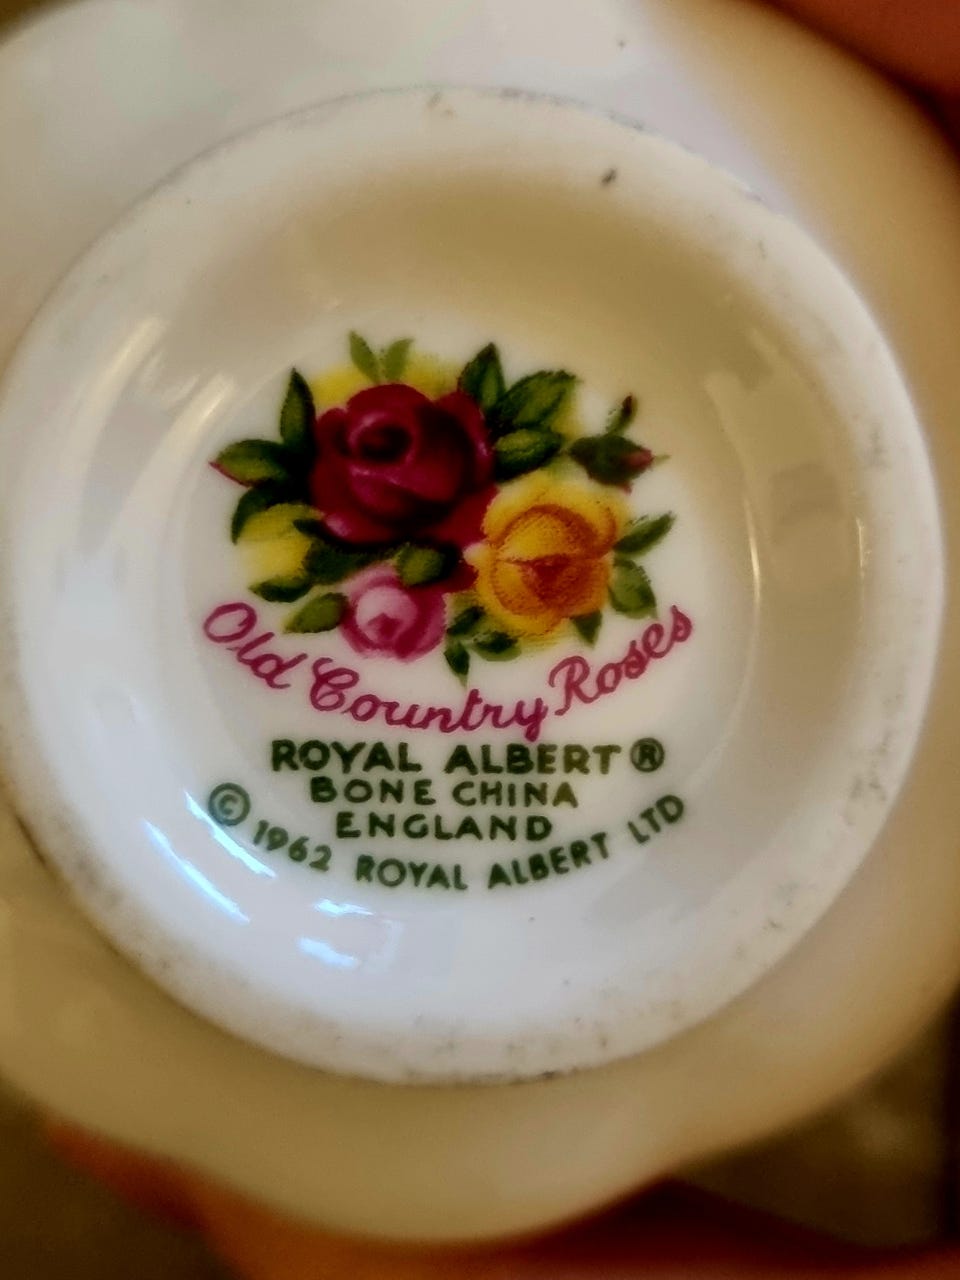 Old Country Roses
ROYAL ALBERT®
BONE CHINA
ENGLAND
© 1962 ROYAL ALBERT LTD